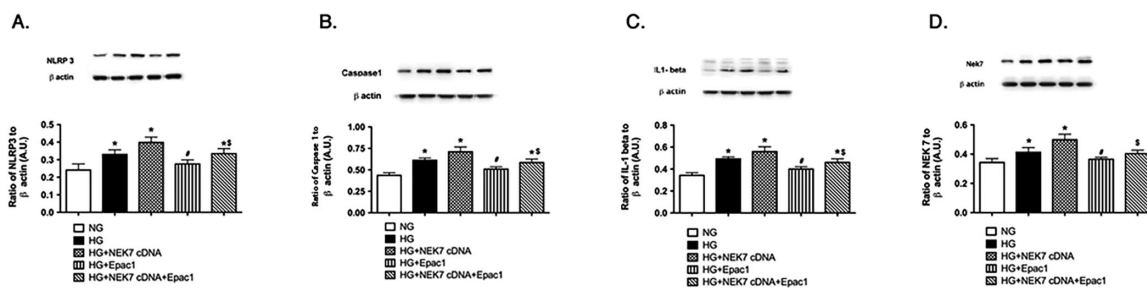 A.
NLRP 3
β actin
Ratio of NLRP3 to
β actin (A.U.)
0.5
0.4
0.3
0.2
0.1
0.0
*
*
#
*$
NG
HG
HG+NEK7 cDNA
HG+Epac1
HG+NEK7 cDNA+Epac1
B.
Caspase1
β actin
Ratio of Caspase 1 to
β actin (A.U.)
1.00
0.75
0.50
0.25
0.00
*
*
#
*$
NG
HG
HG+NEK7 cDNA
HG+Epac1
HG+NEK7 cDNA+Epac1
C.
IL1- beta
β actin
Ratio of IL-1 beta to
β actin (A.U.)
0.8
0.6
0.4
0.2
0.0
*
*
#
*$
NG
HG
HG+NEK7 cDNA
HG+Epac1
HG+NEK7 cDNA+Epac1
D.
Nek7
β actin
Ratio of NEK 7 to
β actin (A.U.)
0.6
0.4
0.2
0.0
*
*
#
$
NG
HG
HG+NEK7 cDNA
HG+Epac1
HG+NEK7 cDNA+Epac1